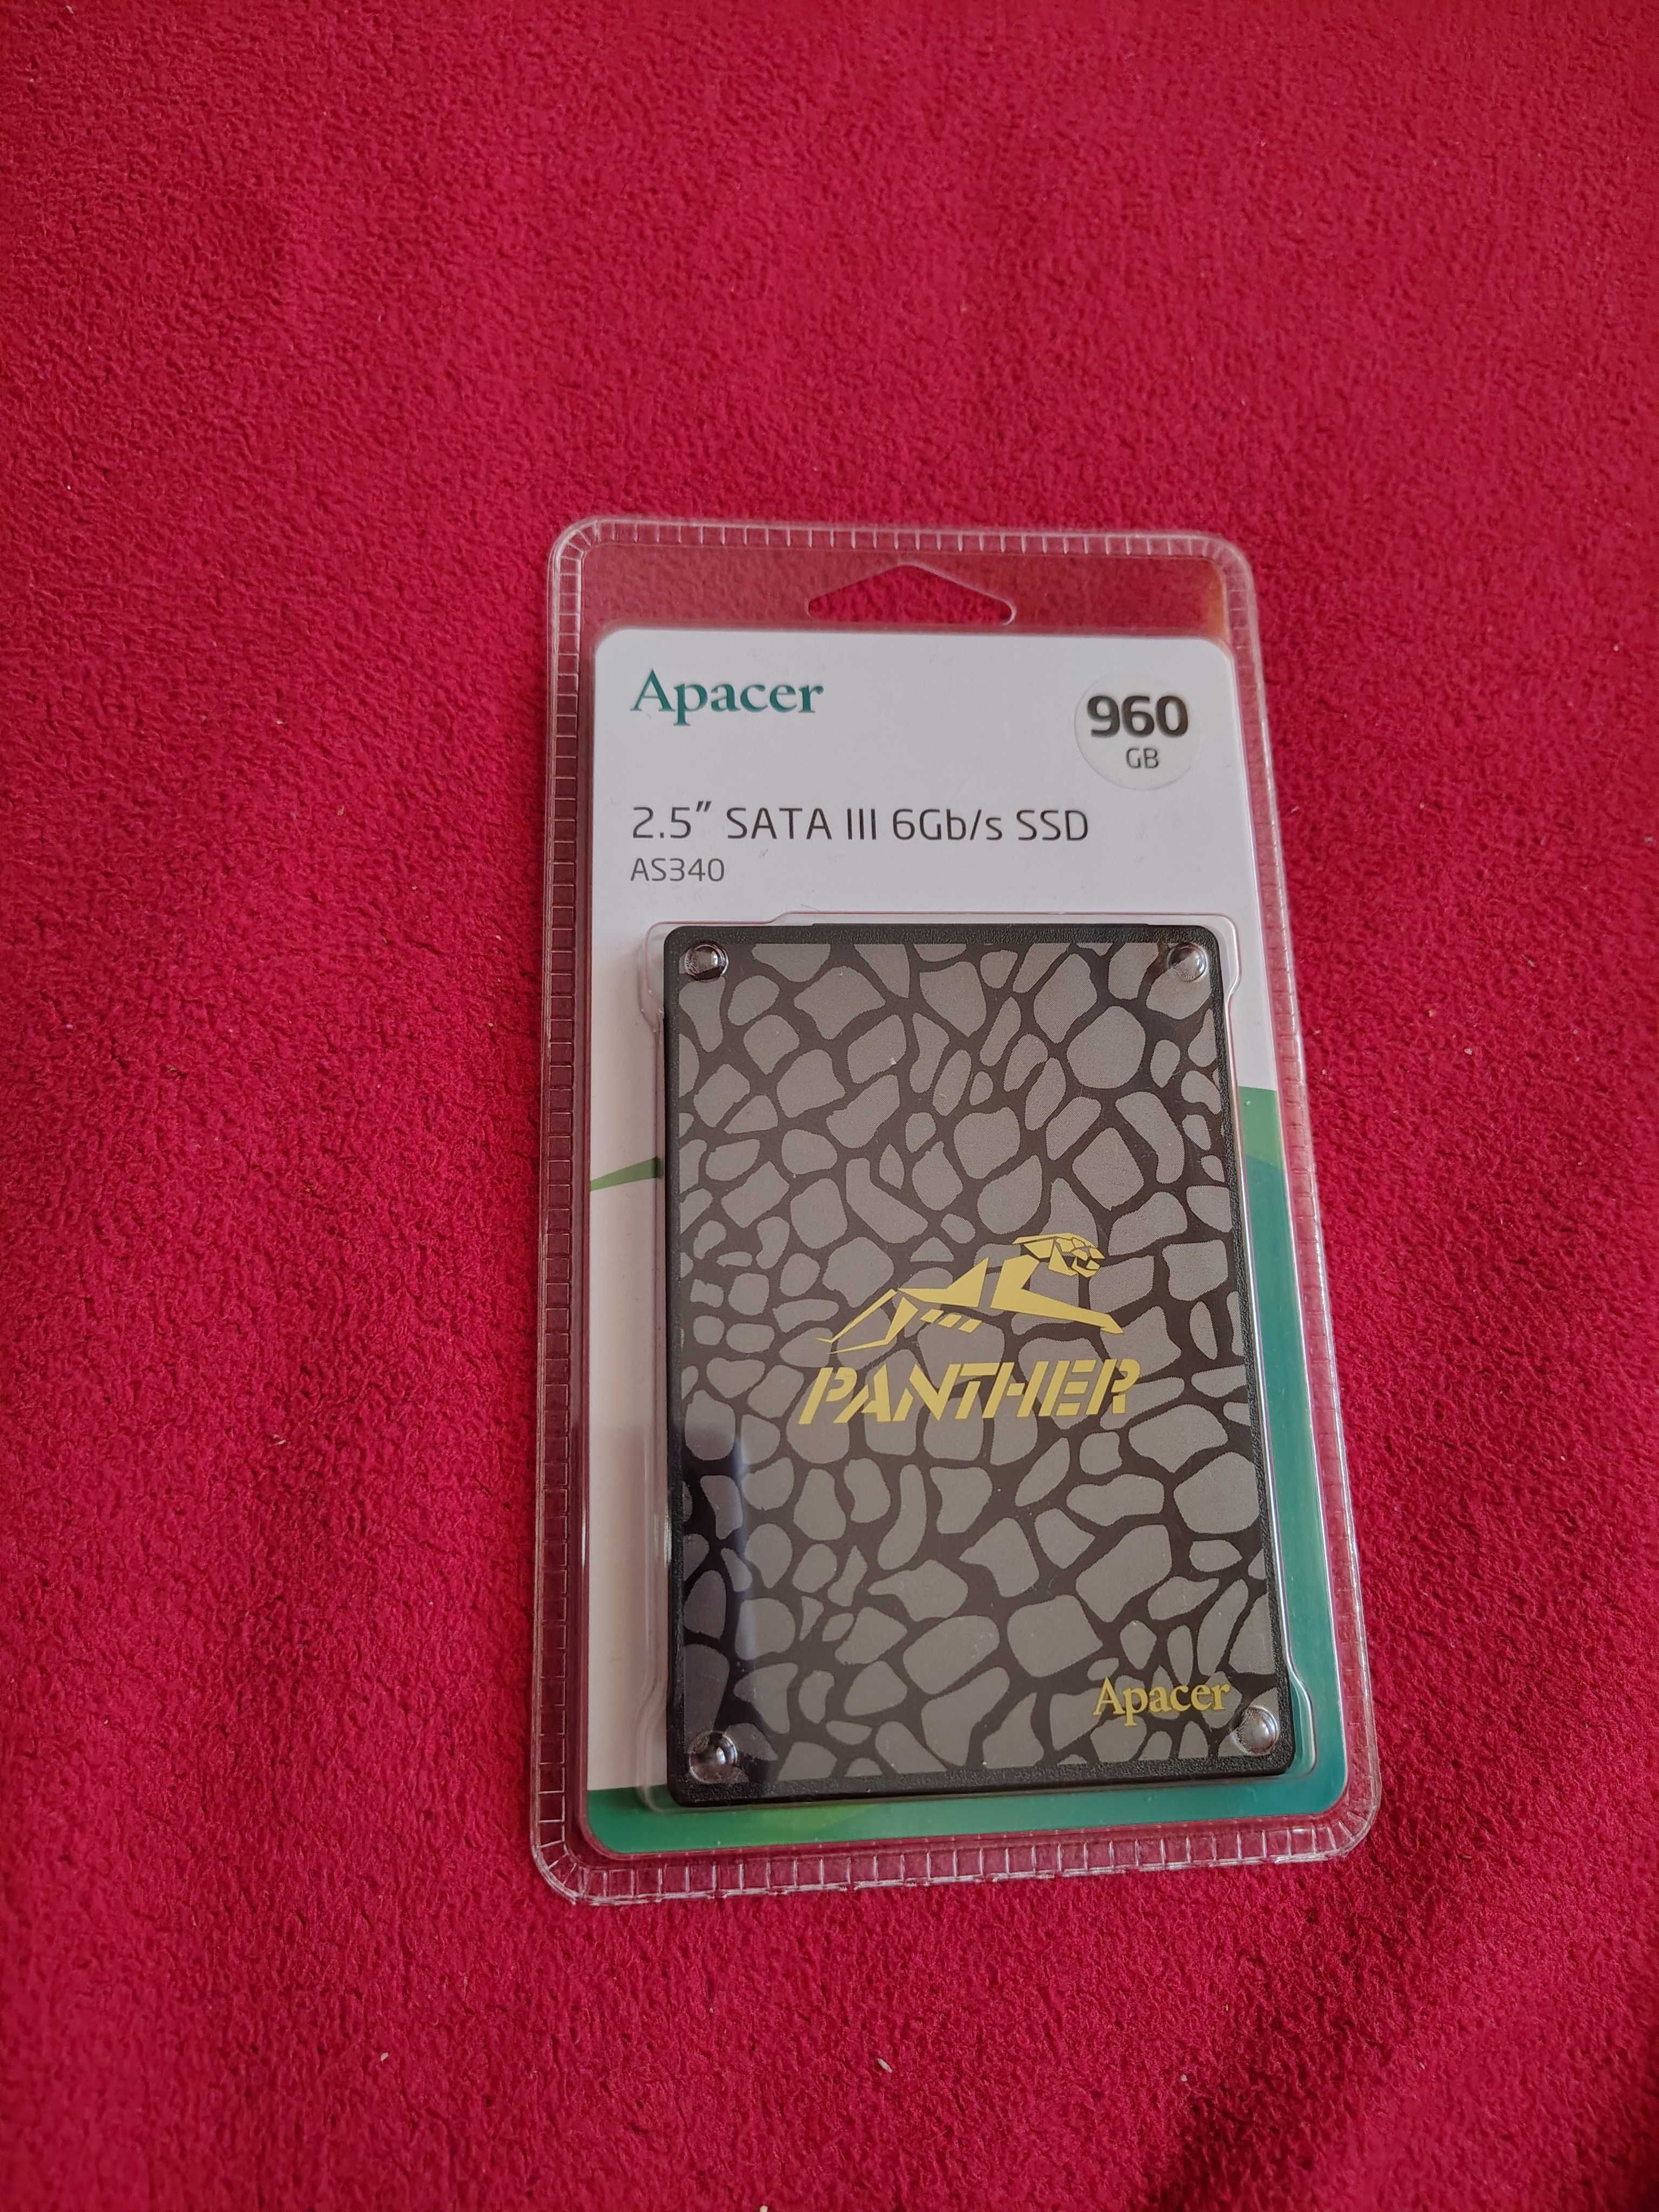 Apacer
960
GB
2.5" SATA III 6Gb/s SSD
AS340
PANTHER
Apacer